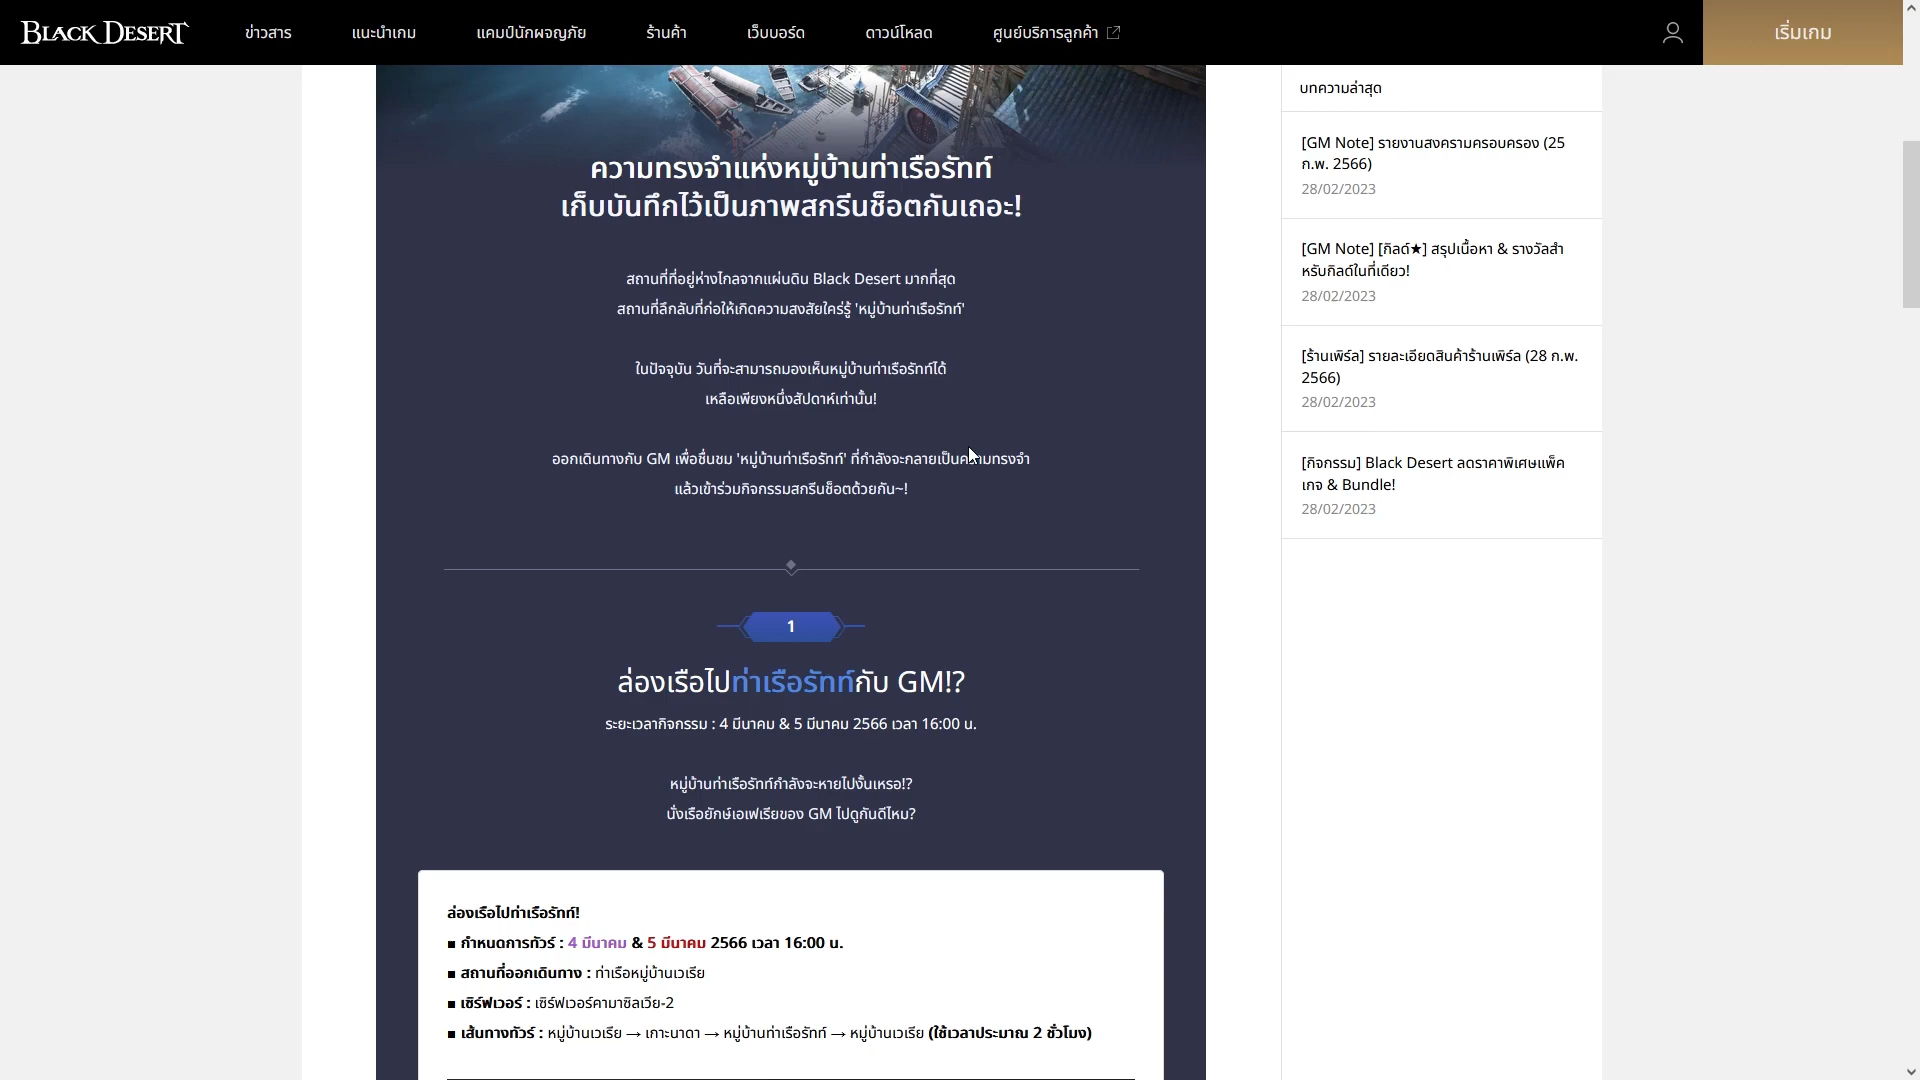 BLACK DESERT
ข่าวสาร
แนะนำเกม
แคมป์นักผจญภัย
ร้านค้า
เว็บบอร์ด
ดาวน์โหลด
ศูนย์บริการลูกค้า
เริ่มเกม
ความทรงจำแห่งหมู่บ้านท่าเรือรัทท์
เก็บบันทึกไว้เป็นภาพสกรีนช็อตกันเถอะ!
สถานที่ที่อยู่ห่างไกลจากแผ่นดิน Black Desert มากที่สุด
สถานที่ลึกลับที่ก่อให้เกิดความสงสัยใคร่รู้ 'หมู่บ้านท่าเรือรัทท์'
ในปัจจุบัน วันที่จะสามารถมองเห็นหมู่บ้านท่าเรือรัทท์ได้
เหลือเพียงหนึ่งสัปดาห์เท่านั้น!
ออกเดินทางกับ GM เพื่อชื่นชม 'หมู่บ้านท่าเรือรัทท์' ที่กำลังจะกลายเป็นความทรงจำ
แล้วเข้าร่วมกิจกรรมสกรีนช็อตด้วยกัน~!
1
ล่องเรือไปท่าเรือรัทท์กับ GM!?
ระยะเวลากิจกรรม : 4 มีนาคม & 5 มีนาคม 2566 เวลา 16:00 น.
หมู่บ้านท่าเรือรัทท์กำลังจะหายไปงั้นเหรอ!?
นั่งเรือยักษ์เอเฟเรียของ GM ไปดูกันดีไหม?
ล่องเรือไปท่าเรือรัทท์!
■ กำหนดการทัวร์ : 4 มีนาคม & 5 มีนาคม 2566 เวลา 16:00 น.
■ สถานที่ออกเดินทาง : ท่าเรือหมู่บ้านเวเรีย
■ เซิร์ฟเวอร์ : เซิร์ฟเวอร์คามาซิลเวีย-2
■ เส้นทางทัวร์ : หมู่บ้านเวเรีย → เกาะบาดา → หมู่บ้านท่าเรือรัทท์ → หมู่บ้านเวเรีย (ใช้เวลาประมาณ 2 ชั่วโมง)
บทความล่าสุด
[GM Note] รายงานสงครามครอบครอง (25
ก.พ. 2566)
28/02/2023
[GM Note] [กิลด์★] สรุปเนื้อหา & รางวัลสำ
หรับกิลด์ในที่เดียว!
28/02/2023
[ร้านเพิร์ล] รายละเอียดสินค้าร้านเพิร์ล (28 ก.พ.
2566)
28/02/2023
[กิจกรรม] Black Desert ลดราคาพิเศษแพ็ค
เกจ & Bundle!
28/02/2023